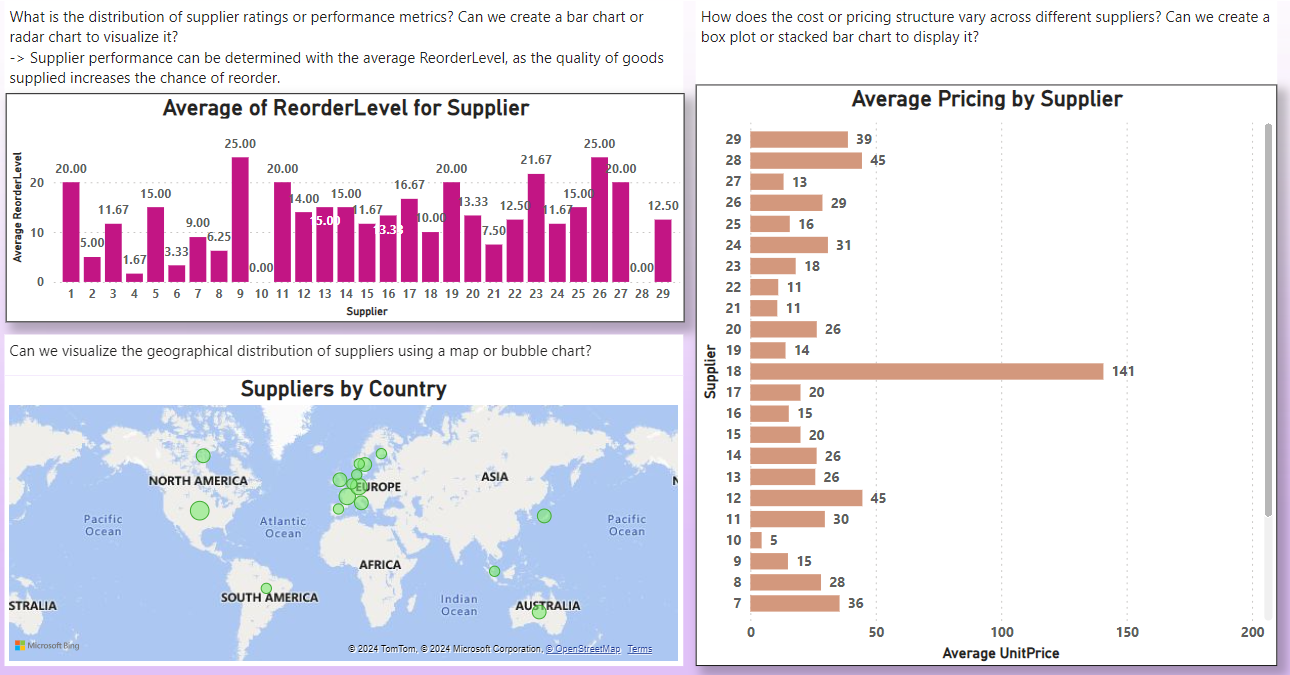 What is the distribution of supplier ratings or performance metrics? Can we create a bar chart or
radar chart to visualize it?
-> Supplier performance can be determined with the average ReorderLevel, as the quality of goods
supplied increases the chance of reorder.
Average of ReorderLevel for Supplier
Average ReorderLevel
20
10
0
20.00
5.00
11.67
1.67
15.00
3.33
9.00
6.25
25.00
0.00
20.00
14.00
15.00
15.00
11.67
13.33
16.67
10.00
20.00
13.33
7.50
12.50
21.67
11.67
15.00
25.00
20.00
0.00
12.50
1 2 3 4 5 6 7 8 9 10 11 12 13 14 15 16 17 18 19 20 21 22 23 24 25 26 27 28 29
Supplier
Can we visualize the geographical distribution of suppliers using a map or bubble chart?
Suppliers by Country
NORTH AMERICA
EUROPE
ASIA
N
Pacific
Ocean
Atlantic
Ocean
Pacific
Ocean
AFRICA
SOUTH AMERICA
Indian
Ocean
STRALIA
AUSTRALIA
Microsoft Bing
© 2024 TomTom, © 2024 Microsoft Corporation, © OpenStreetMap Terms
How does the cost or pricing structure vary across different suppliers? Can we create a
box plot or stacked bar chart to display it?
Average Pricing by Supplier
Supplier
29 39
28 45
27 13
26 29
25 16
24 31
23 18
22 11
21 11
20 26
19 14
18 141
17 20
16 15
15 20
14 26
13 26
12 45
11 30
10 5
9 15
8 28
7 36
0 50 100 150 200
Average UnitPrice